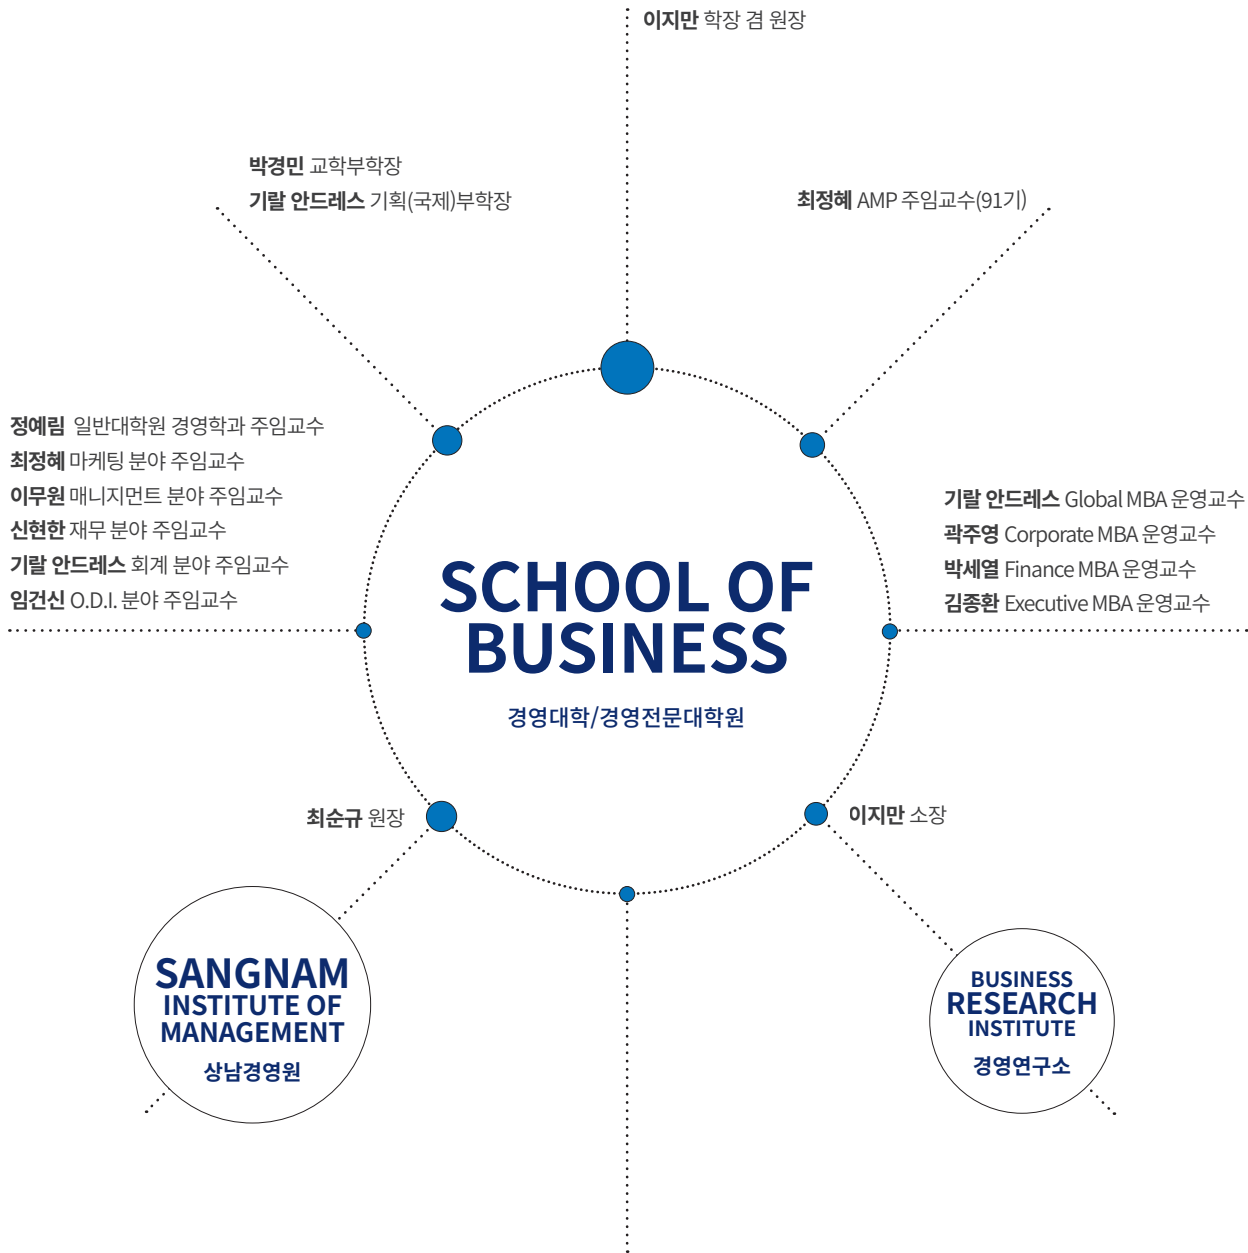 이지만 학장 겸 원장
박경민 교학부학장
기랄 안드레스 기획(국제)부학장
최정혜 AMP 주임교수(91기)
정예림 일반대학원 경영학과 주임교수
최정혜 마케팅 분야 주임교수
이무원 매니지먼트 분야 주임교수
신현한 재무 분야 주임교수
기랄 안드레스 회계 분야 주임교수
임건신 O.D.I. 분야 주임교수
기랄 안드레스 Global MBA 운영교수
곽주영 Corporate MBA 운영교수
박세열 Finance MBA 운영교수
김종환 Executive MBA 운영교수
SCHOOL OF
BUSINESS
경영대학/경영전문대학원
최순규 원장
이지만 소장
SANGNAM
INSTITUTE OF
MANAGEMENT
상남경영원
BUSINESS
RESEARCH
INSTITUTE
경영연구소